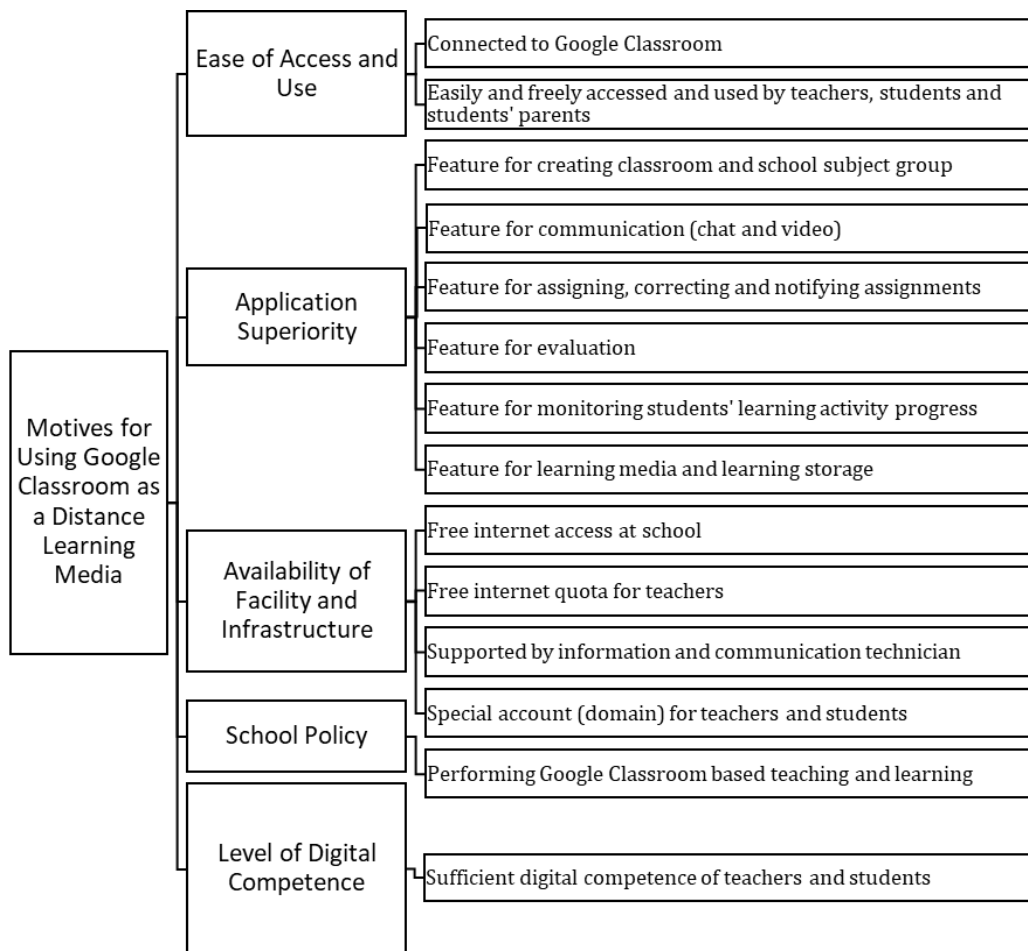 Motives for
Using Google
Classroom as
a Distance
Learning
Media
Ease of Access and
Use
Connected to Google Classroom
Easily and freely accessed and used by teachers, students and
students' parents
Application
Superiority
Feature for creating classroom and school subject group
Feature for communication (chat and video)
Feature for assigning, correcting and notifying assignments
Feature for evaluation
Feature for monitoring students' learning activity progress
Feature for learning media and learning storage
Availability of
Facility and
Infrastructure
Free internet access at school
Free internet quota for teachers
Supported by information and communication technician
Special account (domain) for teachers and students
School Policy
Performing Google Classroom based teaching and learning
Level of Digital
Competence
Sufficient digital competence of teachers and students